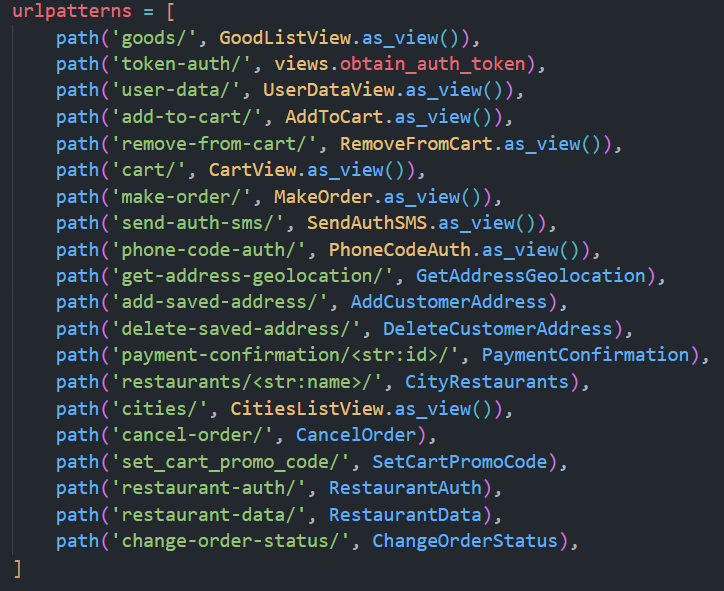 urlpatterns = [
    path('goods/', GoodListView.as_view()),
    path('token-auth/', views.obtain_auth_token),
    path('user-data/', UserDataView.as_view()),
    path('add-to-cart/', AddToCart.as_view()),
    path('remove-from-cart/', RemoveFromCart.as_view()),
    path('cart/', CartView.as_view()),
    path('make-order/', MakeOrder.as_view()),
    path('send-auth-sms/', SendAuthSMS.as_view()),
    path('phone-code-auth/', PhoneCodeAuth.as_view()),
    path('get-address-geolocation/', GetAddressGeolocation),
    path('add-saved-address/', AddCustomerAddress),
    path('delete-saved-address/', DeleteCustomerAddress),
    path('payment-confirmation/<str:id>/', PaymentConfirmation),
    path('restaurants/<str:name>/', CityRestaurants),
    path('cities/', CitiesListView.as_view()),
    path('cancel-order/', CancelOrder),
    path('set_cart_promo_code/', SetCartPromoCode),
    path('restaurant-auth/', RestaurantAuth),
    path('restaurant-data/', RestaurantData),
    path('change-order-status/', ChangeOrderStatus),
]